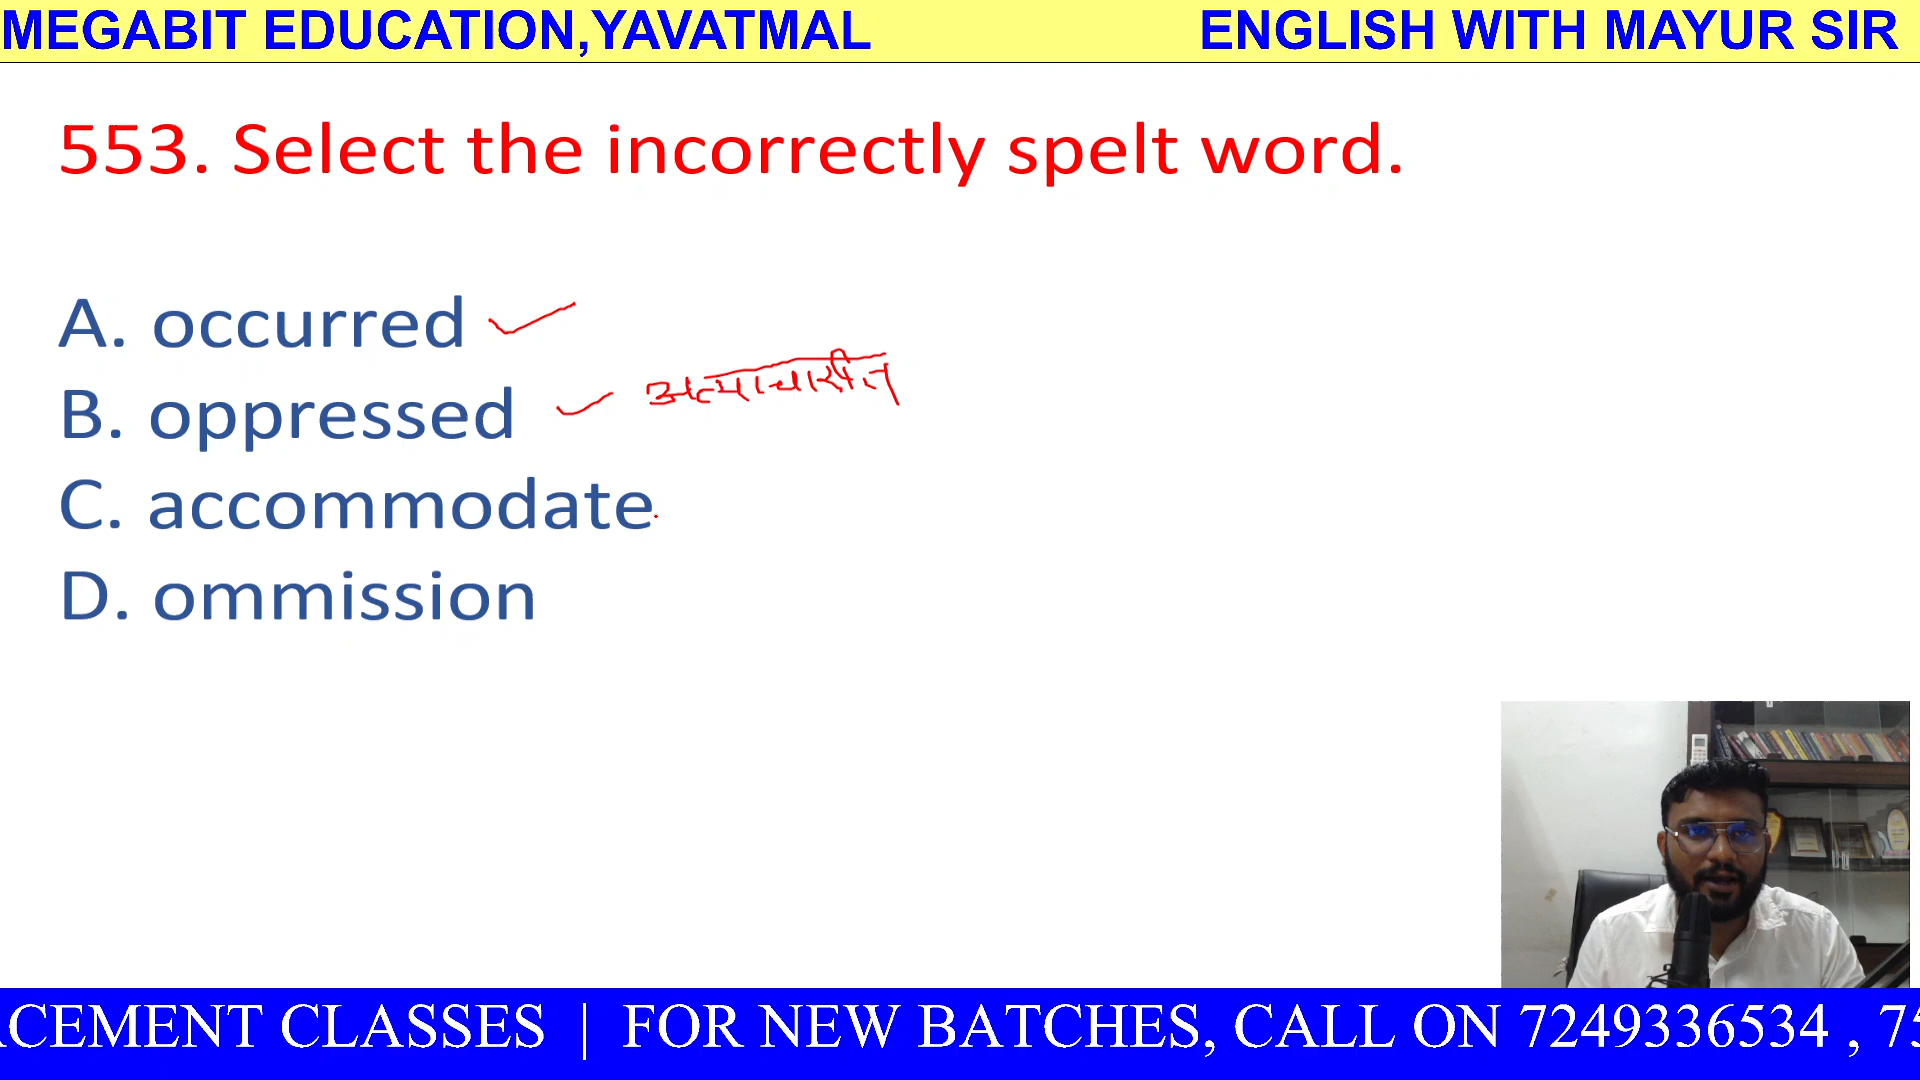 MEGABIT EDUCATION,YAVATMAL ENGLISH WITH MAYUR SIR
553. Select the incorrectly spelt word.
A. occurred
B. oppressed अत्याचारीत
C. accommodate
D. ommission
CEMENT CLASSES | FOR NEW BATCHES, CALL ON 7249336534 , 75